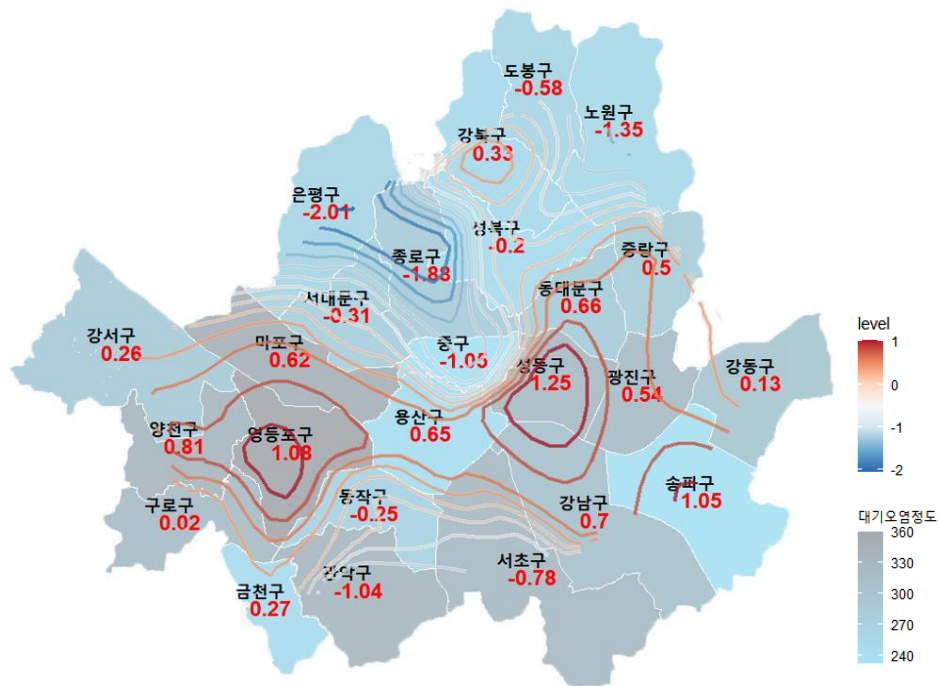 도봉구
-0.58
노원구
-1.35
강북구
0.33
은평구
-2.01
성북구
-0.2
종로구
-1.88
중랑구
0.5
동대문구
0.66
서대문구
-0.31
강서구
0.26
마포구
0.62
중구
-1.06
성동구
1.25
광진구
0.54
강동구
0.13
양천구
0.81
영등포구
1.08
용산구
0.65
송파구
1.05
구로구
0.02
동작구
-0.25
강남구
0.7
금천구
0.27
관악구
-1.04
서초구
-0.78
level
1
0
-1
-2
대기오염정도
360
330
300
270
240